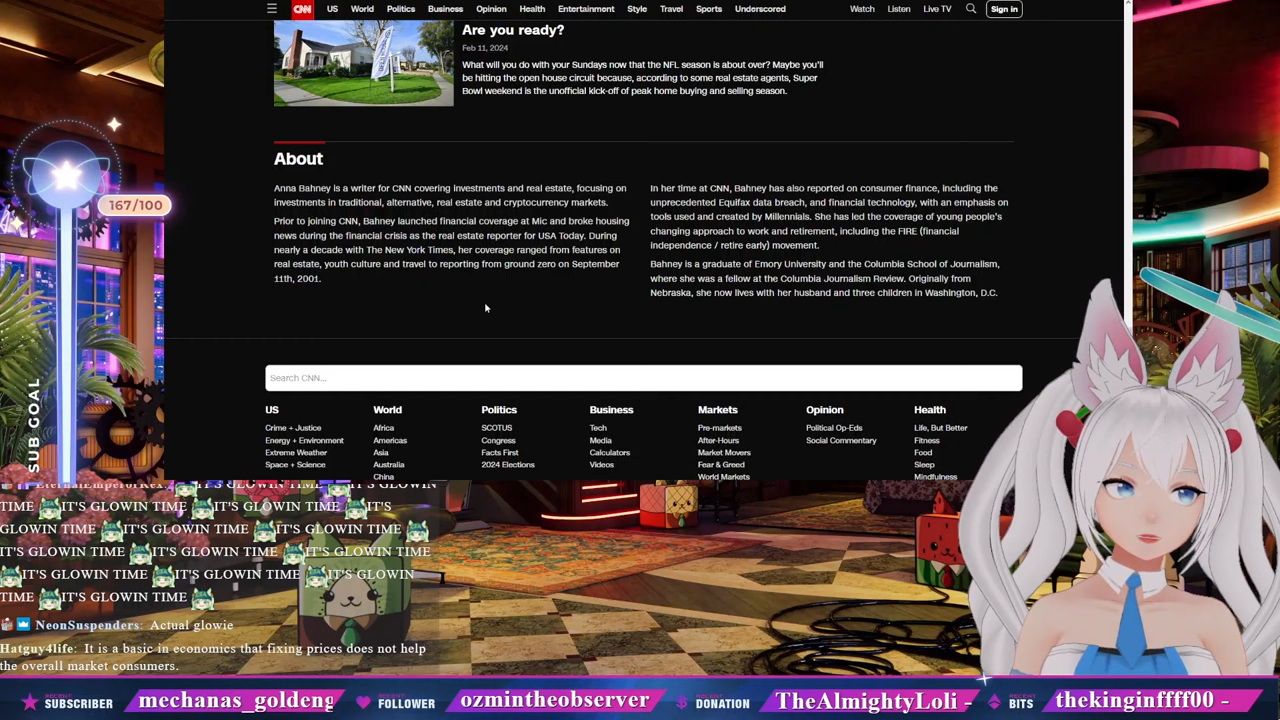 CNN US World Politics Business Opinion Health Entertainment Style Travel Sports Underscored Watch Listen Live TV Sign in
Are you ready?
Feb 11, 2024
What will you do with your Sundays now that the NFL season is about over? Maybe you'll
be hitting the open house circuit because, according to some real estate agents, Super
Bowl weekend is the unofficial kick-off of peak home buying and selling season.
About
Anna Bahney is a writer for CNN covering investments and real estate, focusing on
investments in traditional, alternative, real estate and cryptocurrency markets.
Prior to joining CNN, Bahney launched financial coverage at Mic and broke housing
news during the financial crisis as the real estate reporter for USA Today. During
nearly a decade with The New York Times, her coverage ranged from features on
real estate, youth culture and travel to reporting from ground zero on September
11th, 2001.
In her time at CNN, Bahney has also reported on consumer finance, including the
unprecedented Equifax data breach, and financial technology, with an emphasis on
tools used and created by Millennials. She has led the coverage of young people's
changing approach to work and retirement, including the FIRE (financial
independence / retire early) movement.
Bahney is a graduate of Emory University and the Columbia School of Journalism,
where she was a fellow at the Columbia Journalism Review. Originally from
Nebraska, she now lives with her husband and three children in Washington, D.C.
Search CNN...
US World Politics Business Markets Opinion Health
Crime + Justice Africa SCOTUS Tech Pre-markets Political Op-Eds Life, But Better
Energy + Environment Americas Congress Media After-Hours Social Commentary Fitness
Extreme Weather Asia Facts First Calculators Market Movers Food
Space + Science Australia 2024 Elections Videos Fear & Greed Sleep
China World Markets Mindfulness
167/100
SUB GOAL
EternalEmperorRex: IT'S GLOWIN
TIME IT'S GLOWIN TIME IT'S
GLOWIN TIME IT'S GLOWIN TIME
IT'S GLOWIN TIME IT'S GLOWIN TIME
IT'S GLOWIN TIME IT'S GLOWIN
TIME IT'S GLOWIN TIME
NeonSuspenders: Actual glowie
Hatguy4life: It is a basic in economics that fixing prices does not help
the overall market consumers.
RECENT SUBSCRIBER mechanas_goldeng
RECENT FOLLOWER ozmintheobserver
RECENT DONATION TheAlmightyLoli -
RECENT BITS thekinginffff00 -